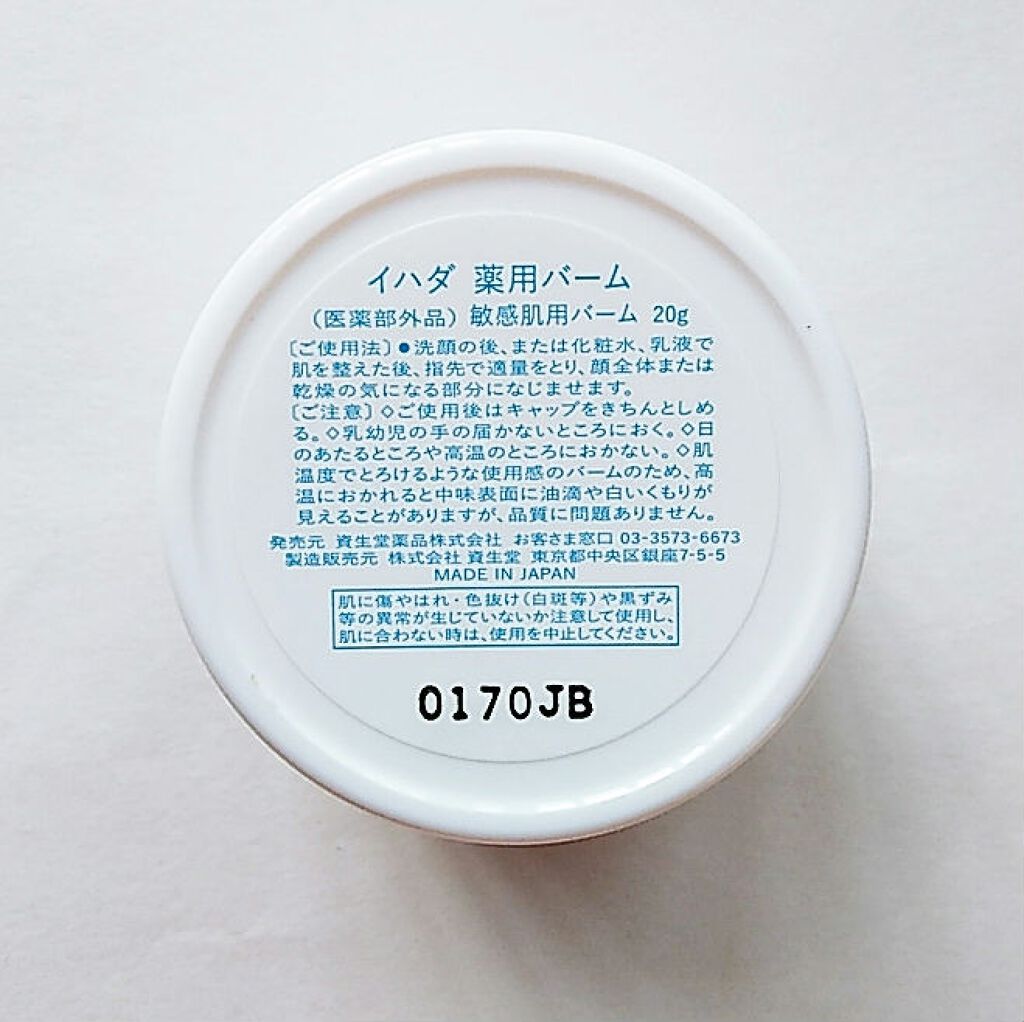 イハダ 薬用バーム
（医薬部外品）敏感肌用バーム 20g
〔ご使用法〕●洗顔の後、または化粧水、乳液で
肌を整えた後、指先で適量をとり、顔全体または
乾燥の気になる部分になじませます。
〔ご注意〕◇ご使用後はキャップをきちんとしめ
る。◇乳幼児の手の届かないところにおく。◇日
のあたるところや高温のところにおかない。◇肌
温度でとろけるような使用感のバームのため、高
温におかれると中味表面に油滴や白いくもりが
見えることがありますが、品質に問題ありません。
発売元 資生堂薬品株式会社 お客さま窓口 03-3573-6673
製造販売元 株式会社 資生堂 東京都中央区銀座7-5-5
MADE IN JAPAN
肌に傷やはれ・色抜け（白斑等）や黒ずみ
等の異常が生じていないか注意して使用し、
肌に合わない時は、使用を中止してください。
0170JB